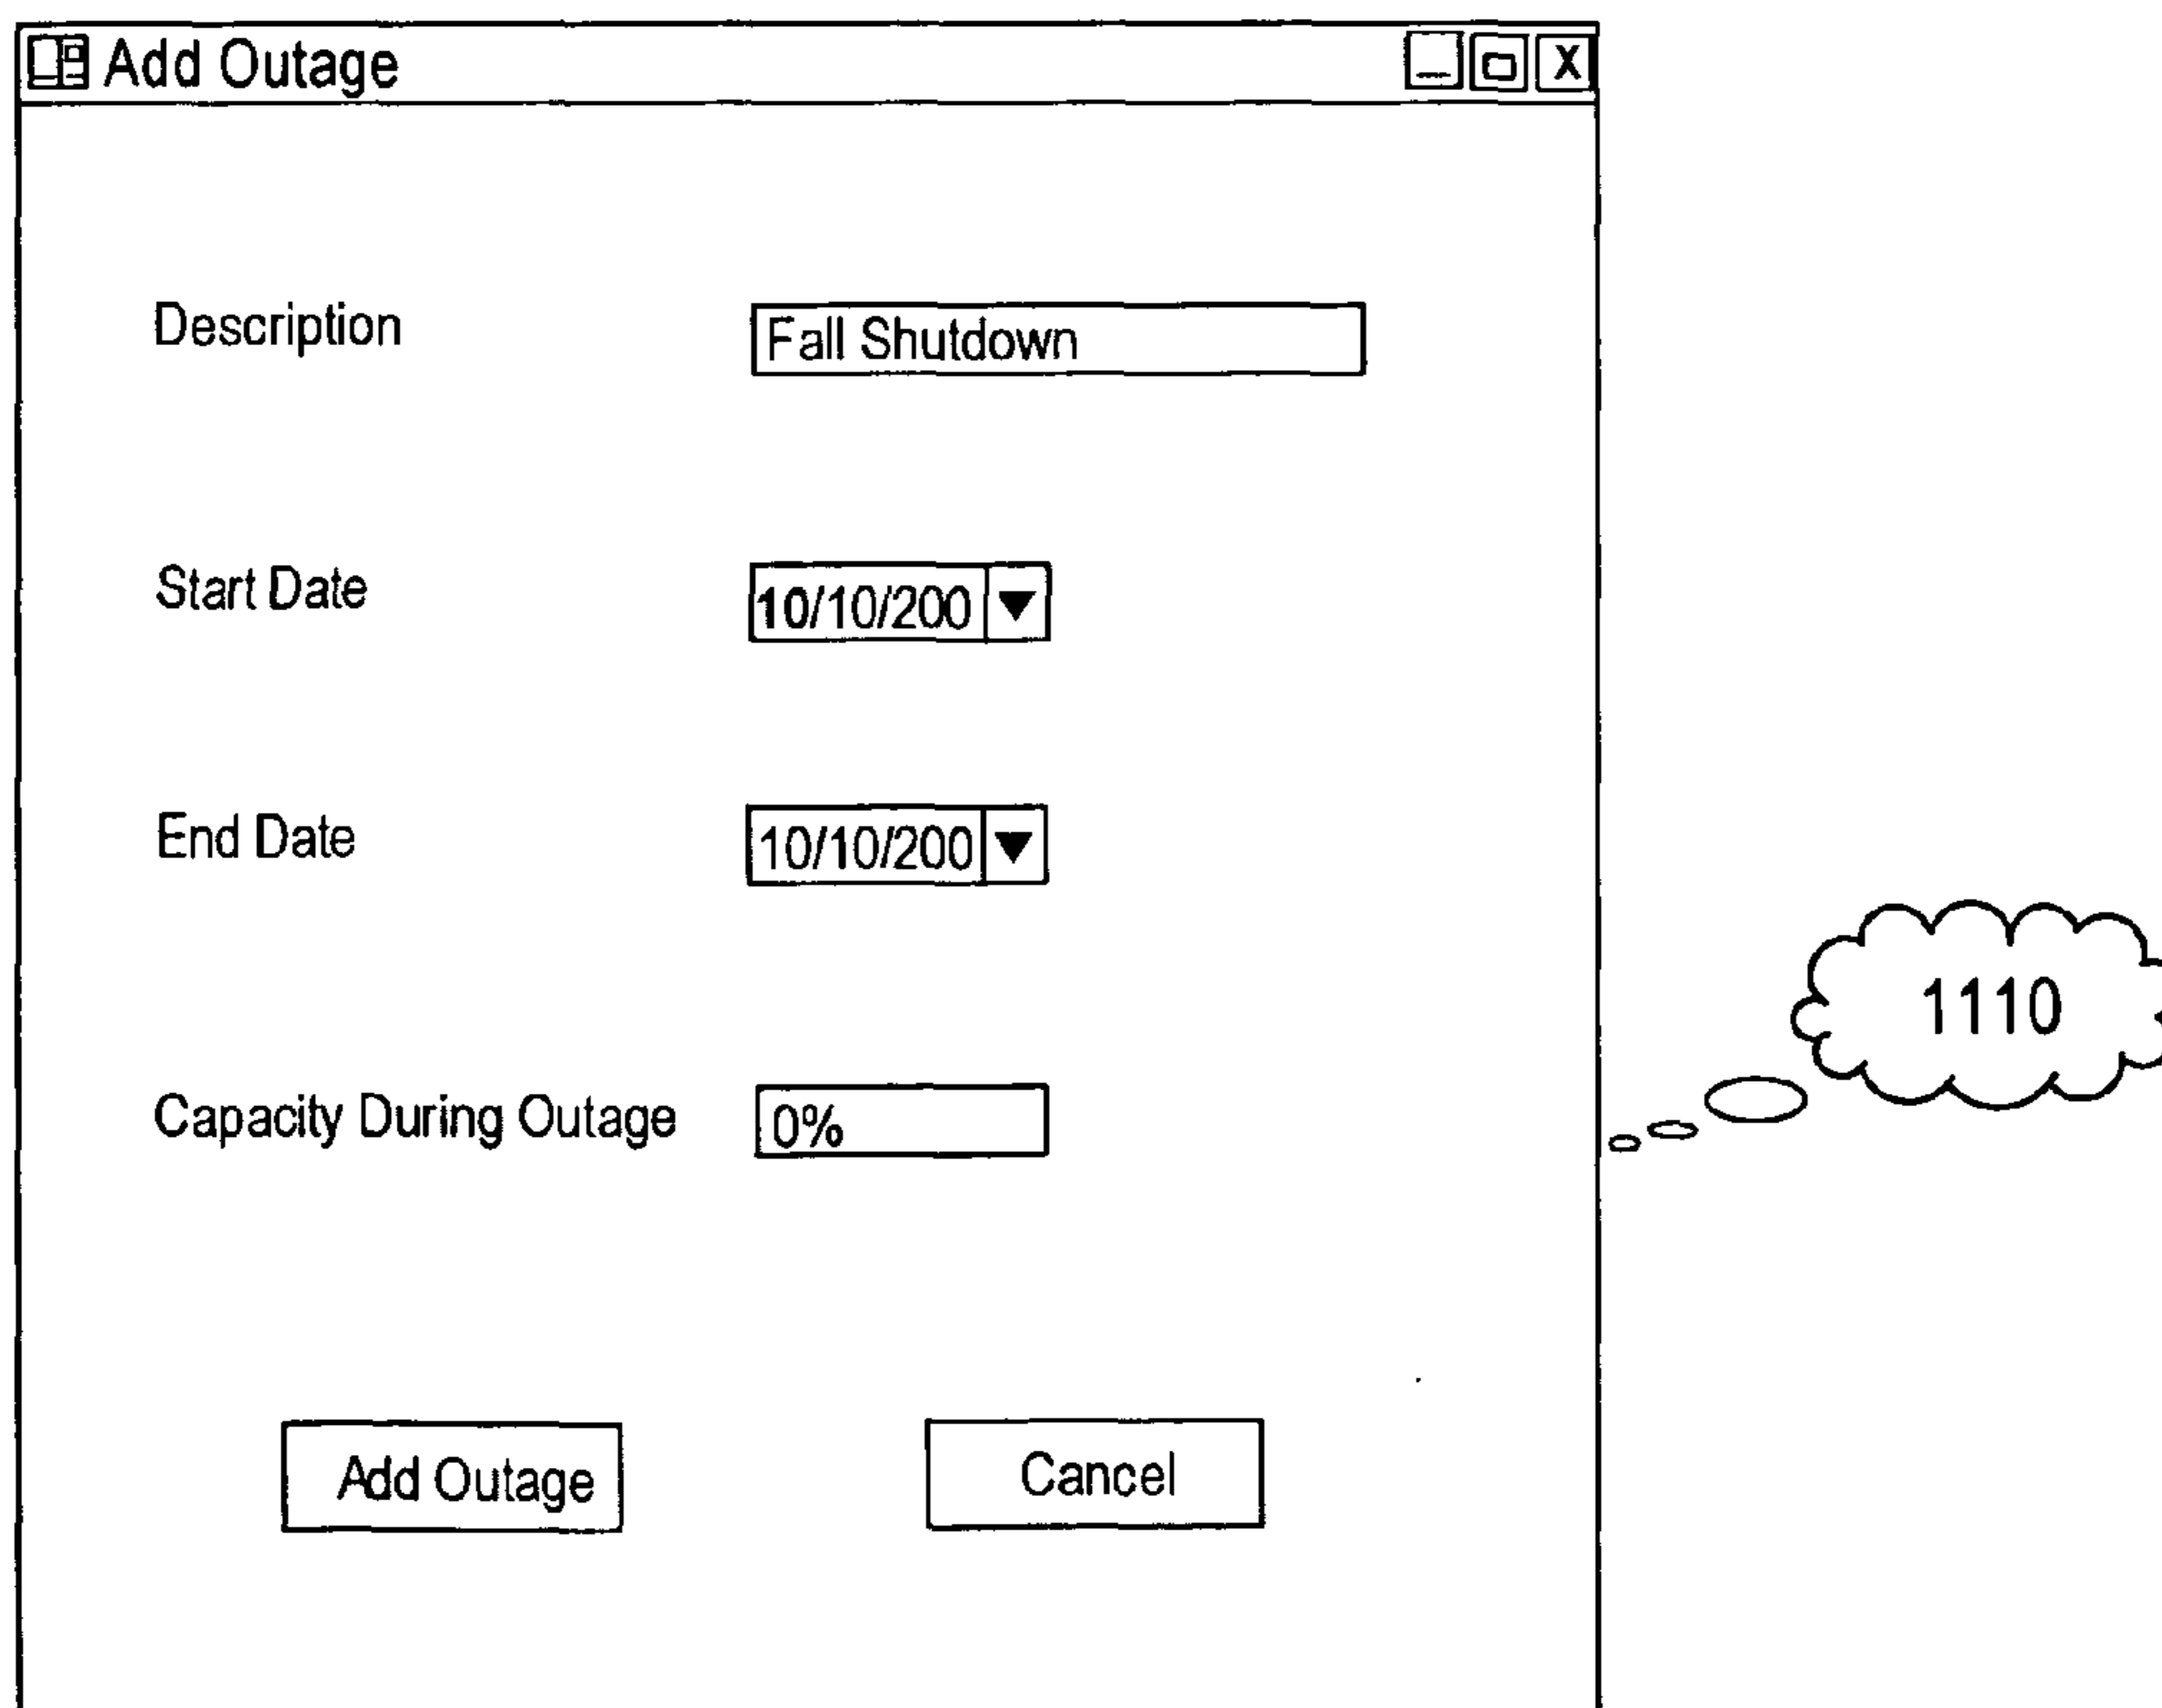 Add Outage
X
Description
Fall Shutdown
Start Date
10/10/200
End Date
10/10/200
1110
Capacity During Outage
0%
Add Outage
Cancel